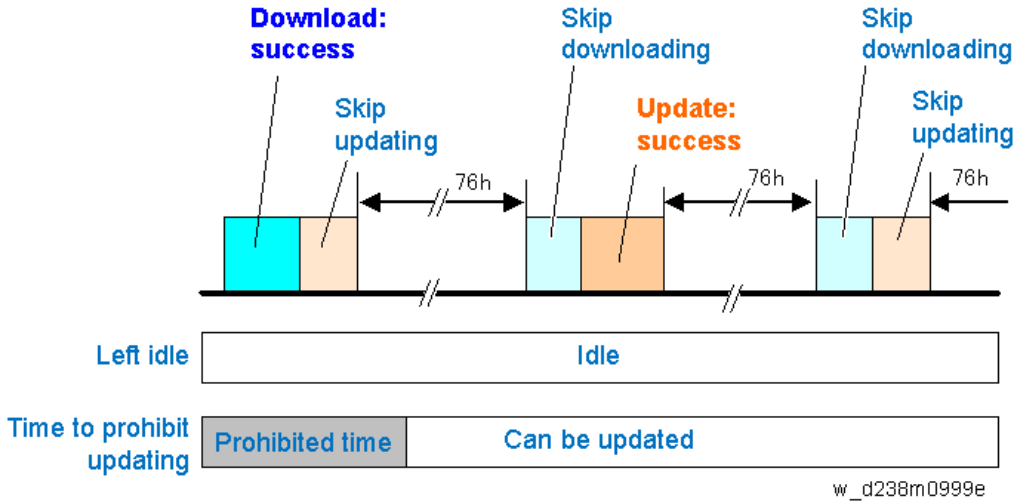 Download:
success
Skip
downloading
Skip
downloading
Skip
updating
Update:
success
Skip
updating
76h
76h
76h
Left idle
Idle
Time to prohibit
updating
Prohibited time
Can be updated
w_d238m0999e